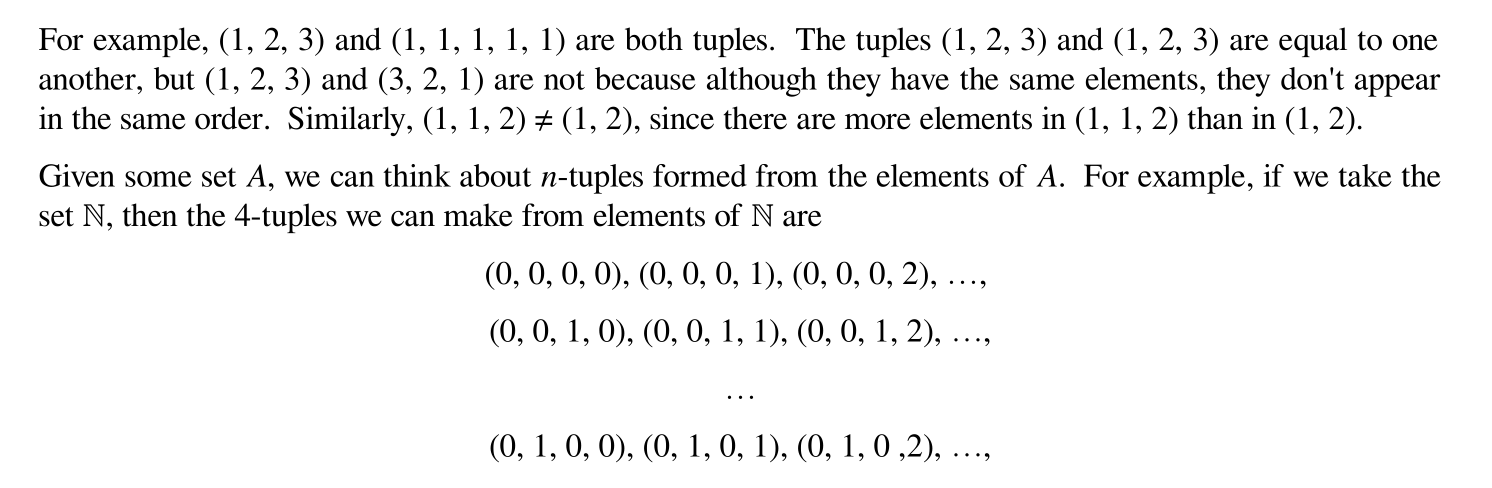 For example, (1, 2, 3) and (1, 1, 1, 1, 1) are both tuples.  The tuples (1, 2, 3) and (1, 2, 3) are equal to one
another, but (1, 2, 3) and (3, 2, 1) are not because although they have the same elements, they don't appear
in the same order.  Similarly, (1, 1, 2) ≠ (1, 2), since there are more elements in (1, 1, 2) than in (1, 2).
Given some set A, we can think about n-tuples formed from the elements of A.  For example, if we take the
set ℕ, then the 4-tuples we can make from elements of ℕ are
(0, 0, 0, 0), (0, 0, 0, 1), (0, 0, 0, 2), …,
(0, 0, 1, 0), (0, 0, 1, 1), (0, 0, 1, 2), …,
…
(0, 1, 0, 0), (0, 1, 0, 1), (0, 1, 0 ,2), …,